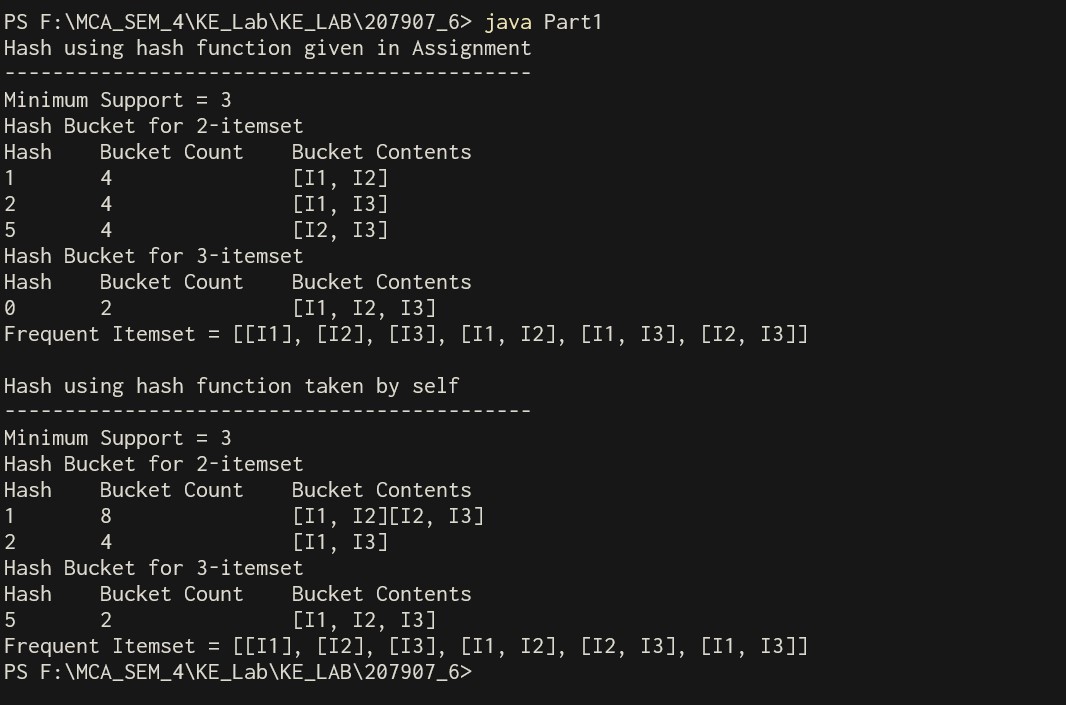 PS F:\MCA_SEM_4\KE_Lab\KE_LAB\207907_6> java Part1
Hash using hash function given in Assignment
--------------------------------------------
Minimum Support = 3
Hash Bucket for 2-itemset
Hash    Bucket Count    Bucket Contents
1       4               [I1, I2]
2       4               [I1, I3]
5       4               [I2, I3]
Hash Bucket for 3-itemset
Hash    Bucket Count    Bucket Contents
0       2               [I1, I2, I3]
Frequent Itemset = [[I1], [I2], [I3], [I1, I2], [I1, I3], [I2, I3]]

Hash using hash function taken by self
--------------------------------------------
Minimum Support = 3
Hash Bucket for 2-itemset
Hash    Bucket Count    Bucket Contents
1       8               [I1, I2][I2, I3]
2       4               [I1, I3]
Hash Bucket for 3-itemset
Hash    Bucket Count    Bucket Contents
5       2               [I1, I2, I3]
Frequent Itemset = [[I1], [I2], [I3], [I1, I2], [I2, I3], [I1, I3]]
PS F:\MCA_SEM_4\KE_Lab\KE_LAB\207907_6>